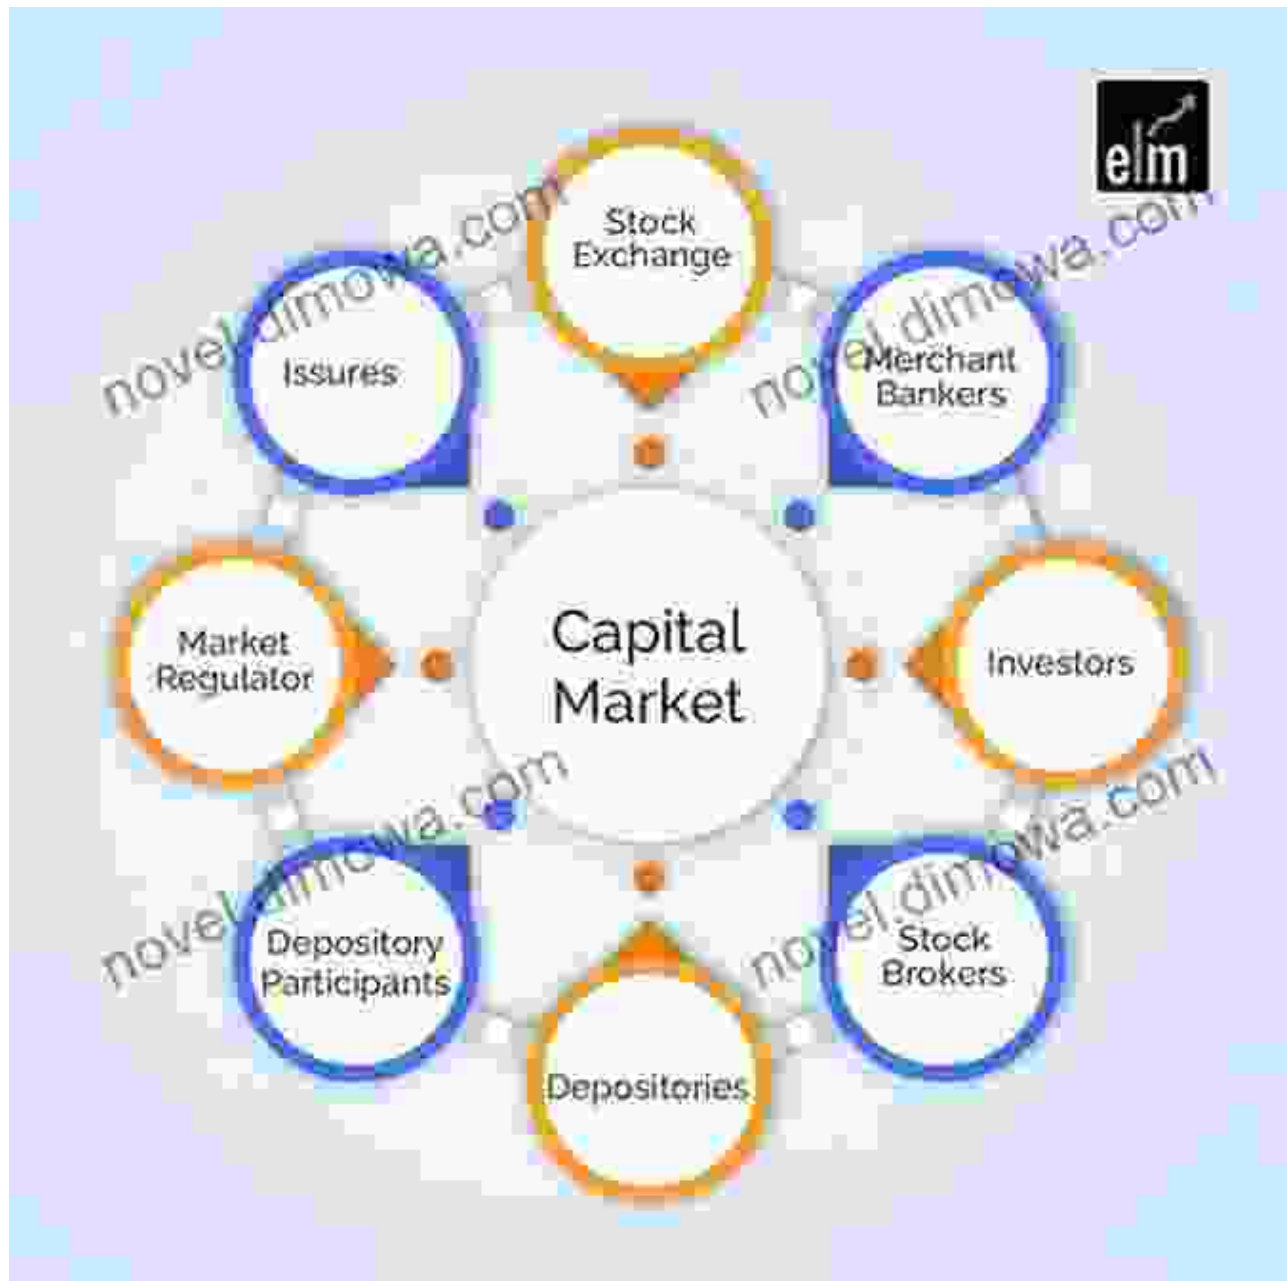 elm
Stock
Exchange
Merchant
Bankers
Issures
Investors
Market
Regulator
Capital
Market
Depository
Participants
Stock
Brokers
Depositories
novel.dimowa.com
novel.dimowa.com
novel.dimowa.com
novel.dimowa.com